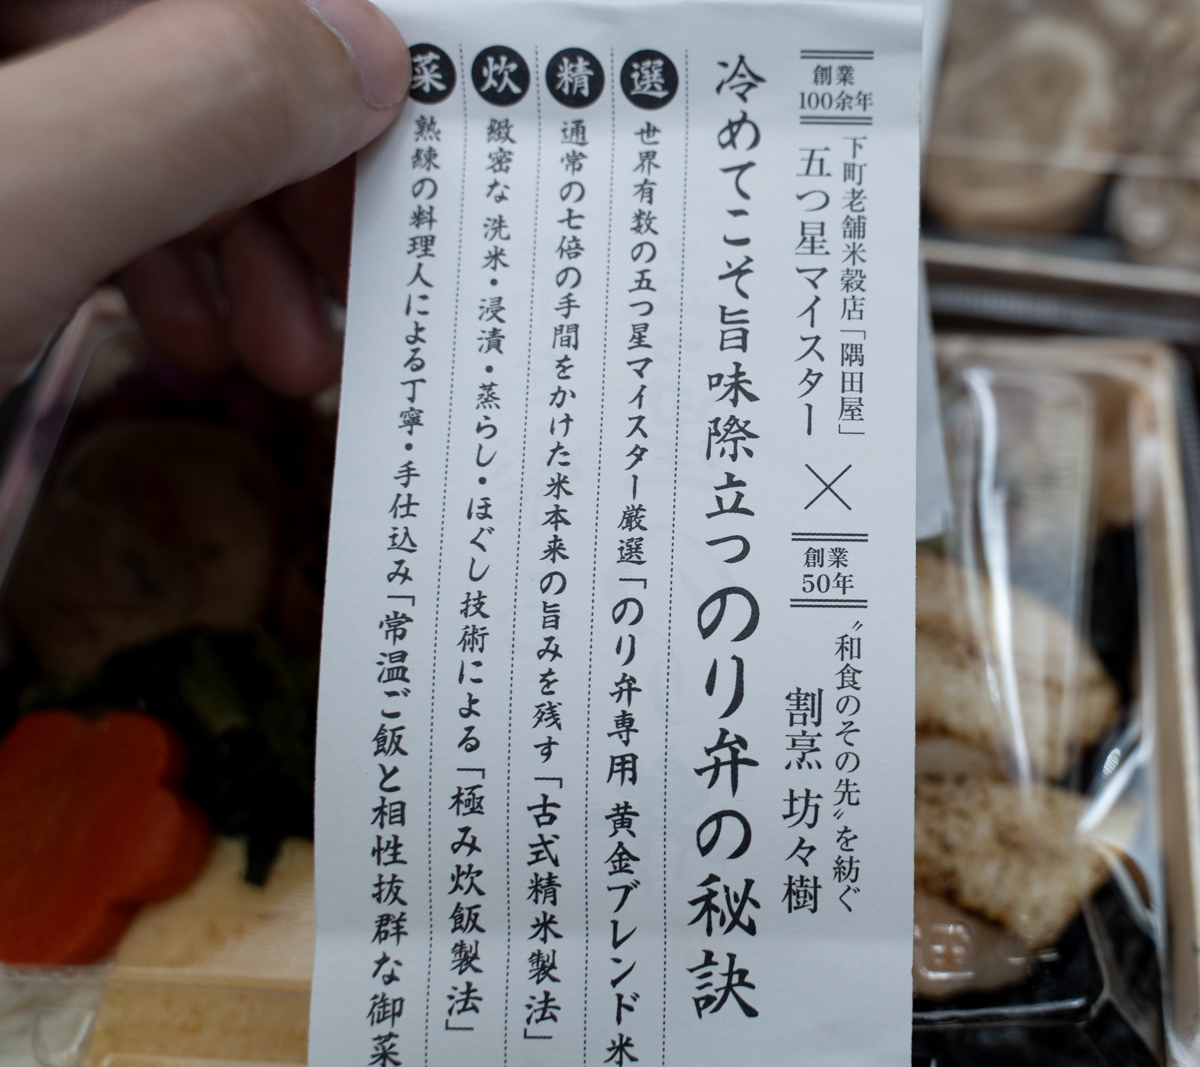 創業
100余年
下町老舗米穀店「隅田屋」
五つ星マイスター
×
創業
50年
〝和食のその先〟を紡ぐ
割烹 坊々樹
冷めてこそ旨味際立つのり弁の秘訣
選 世界有数の五つ星マイスター厳選「のり弁専用 黄金ブレンド米
精 通常の七倍の手間をかけた米本来の旨みを残す「古式精米製法」
炊 緻密な 洗米・浸漬・蒸らし・ほぐし技術による「極み炊飯製法」
菜 熟練の料理人による丁寧・手仕込み「常温ご飯と相性抜群な御菜